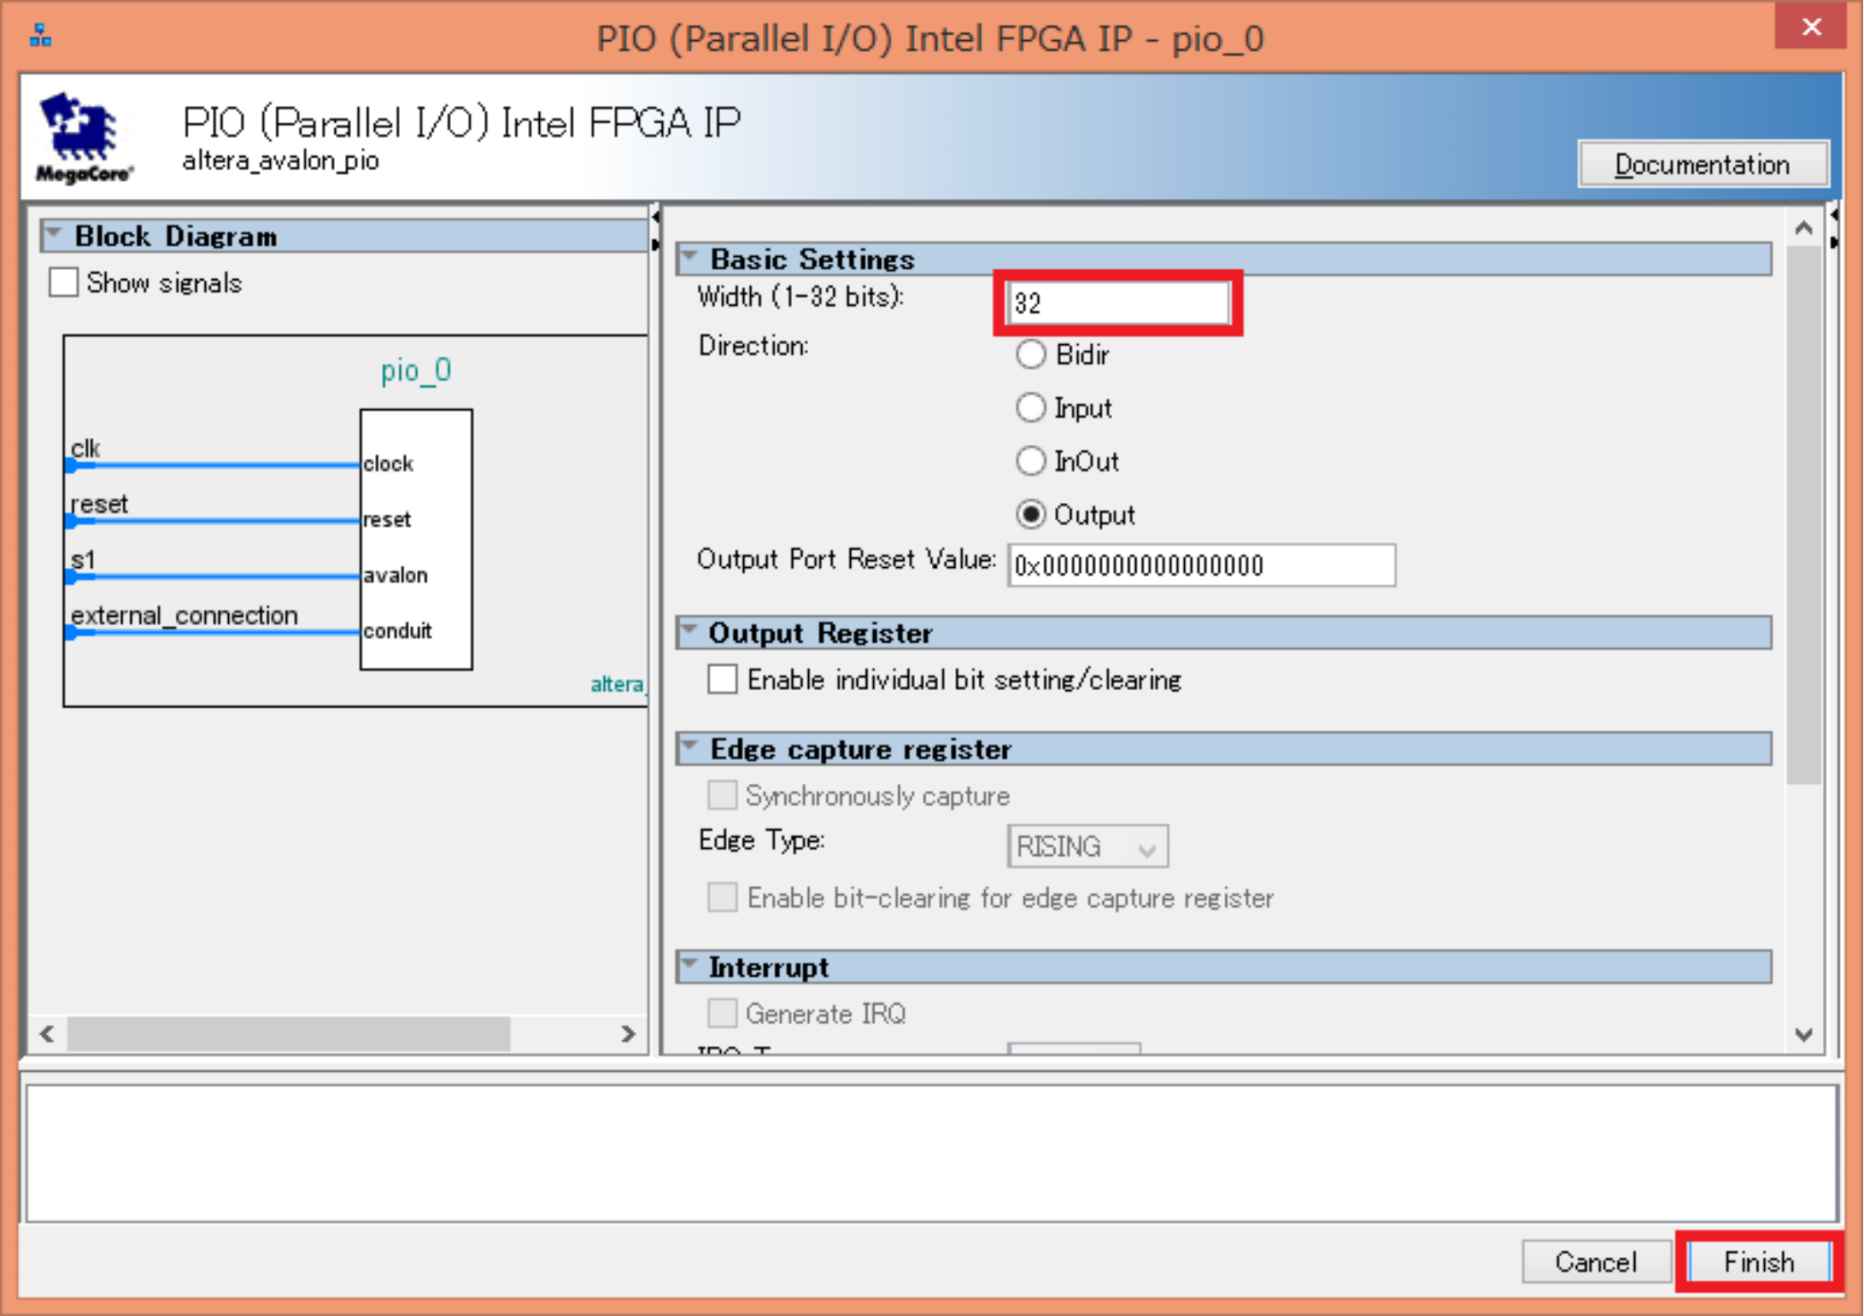 PIO (Parallel I/O) Intel FPGA IP - pio_0
PIO (Parallel I/O) Intel FPGA IP
altera_avalon_pio
MegaCore®
Documentation
Block Diagram
Show signals
pio_0
clk
clock
reset
reset
s1
avalon
external_connection
conduit
altera_
Basic Settings
Width (1-32 bits):
32
Direction:
Bidir
Input
InOut
Output
Output Port Reset Value:
0x0000000000000000
Output Register
Enable individual bit setting/clearing
Edge capture register
Synchronously capture
Edge Type:
RISING
Enable bit-clearing for edge capture register
Interrupt
Generate IRQ
Cancel
Finish